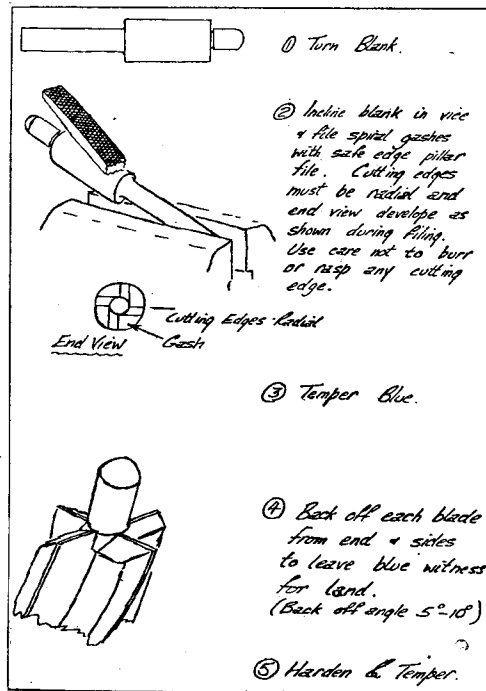 ① Turn Blank.
② Incline blank in vice
& file spiral gashes
with safe edge pillar
file. Cutting edges
must be radial and
end view develope as
shown during filing.
Use care not to burr
or rasp any cutting
edge.
Cutting Edges Radial
End View
Gash
③ Temper Blue.
④ Back off each blade
from end & sides
to leave blue witness
for land.
(Back off angle 5°-10°)
⑤ Harden & Temper.